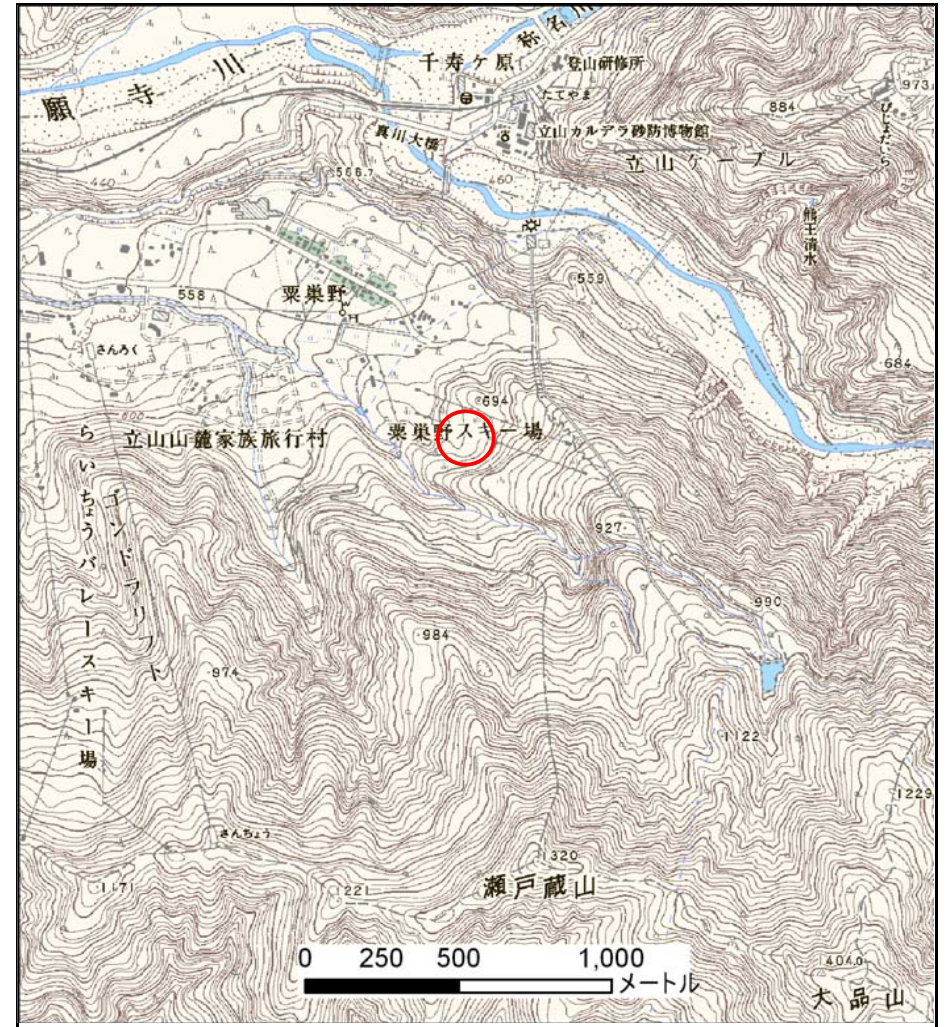 称名川
千寿ケ原
登山研修所
973
願寺川
たてやま
884
びじょだいら
真川大橋
立山カルデラ砂防博物館
立山ケーブル
566.7
440
460
熊王清水
559
粟巣野
558
さんろく
684
694
600
立山山麓家族旅行村
粟巣野スキー場
らいちょうバレースキー場
ゴンドラリフト
927
990
984
974
1122
1229
さんちょう
1320
1171
1221
瀬戸蔵山
0 250 500 1,000
メートル
404.0
大品山